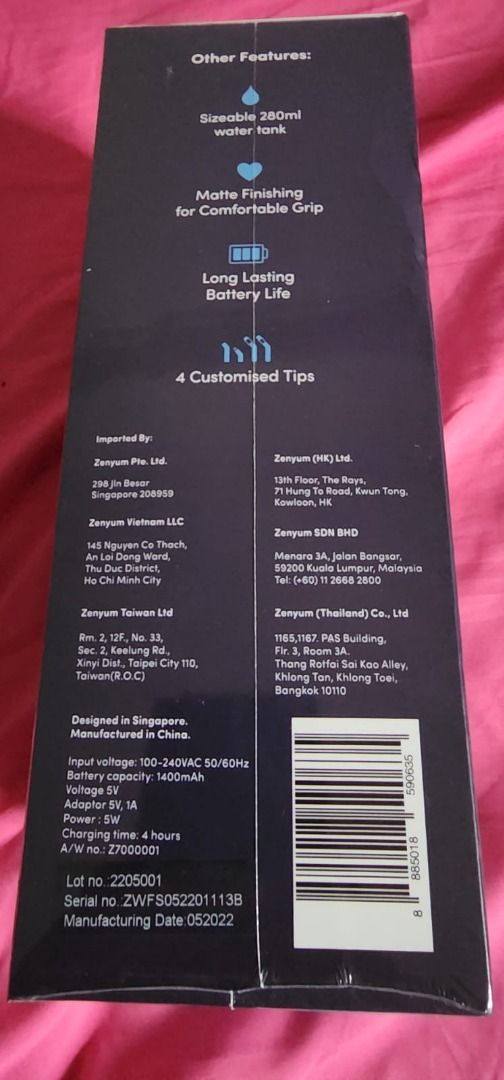 Other Features:
Sizeable 280ml
water tank
Matte Finishing
for Comfortable Grip
Long Lasting
Battery Life
4 Customised Tips
Imported By:
Zenyum Pte. Ltd.
298 Jln Besar
Singapore 208959
Zenyum Vietnam LLC
145 Nguyen Co Thach,
An Loi Dong Ward,
Thu Duc District,
Ho Chi Minh City
Zenyum Taiwan Ltd
Rm. 2, 12F., No. 33,
Sec. 2, Keelung Rd.,
Xinyi Dist., Taipei City 110,
Taiwan(R.O.C)
Zenyum (HK) Ltd.
13th Floor, The Rays,
71 Hung To Road, Kwun Tong,
Kowloon, HK
Zenyum SDN BHD
Menara 3A, Jalan Bangsar,
59200 Kuala Lumpur, Malaysia
Tel: (+60) 11 2668 2800
Zenyum (Thailand) Co., Ltd
1165,1167. PAS Building,
Flr. 3, Room 3A.
Thang Rotfai Sai Kao Alley,
Khlong Tan, Khlong Toei,
Bangkok 10110
Designed in Singapore.
Manufactured in China.
Input voltage: 100-240VAC 50/60Hz
Battery capacity: 1400mAh
Voltage 5V
Adaptor 5V, 1A
Power : 5W
Charging time: 4 hours
A/W no.: Z7000001
Lot no.:2205001
Serial no.:ZWFS052201113B
Manufacturing Date:052022
8 885018 590635